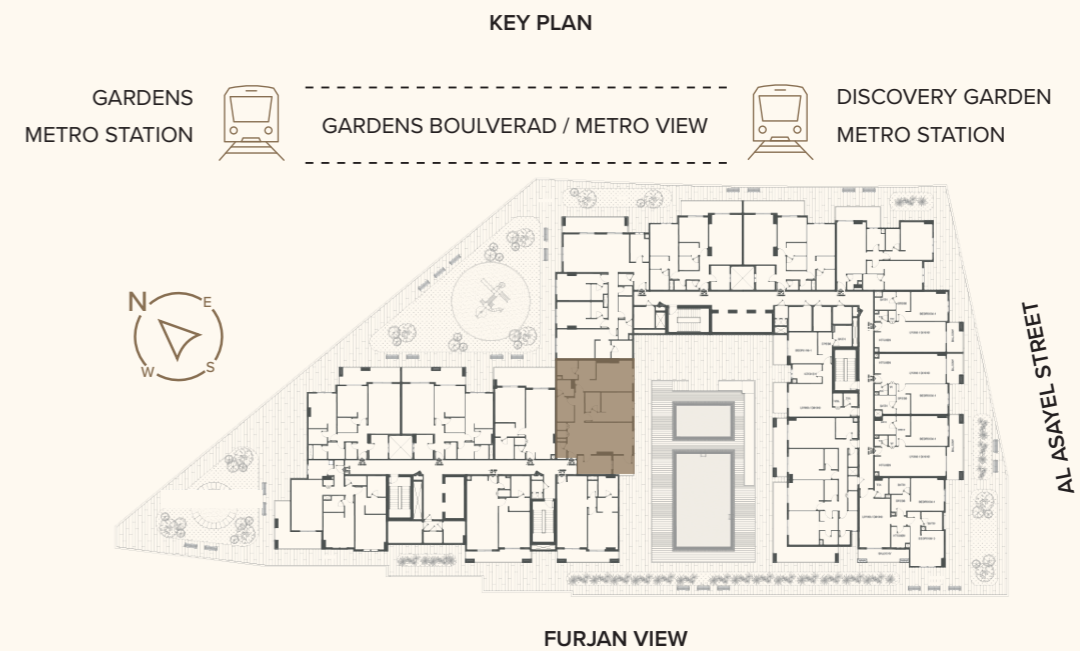 KEY PLAN
GARDENS
METRO STATION
GARDENS BOULVERAD / METRO VIEW
DISCOVERY GARDEN
METRO STATION
N
E
W
S
AL ASAYEL STREET
FURJAN VIEW